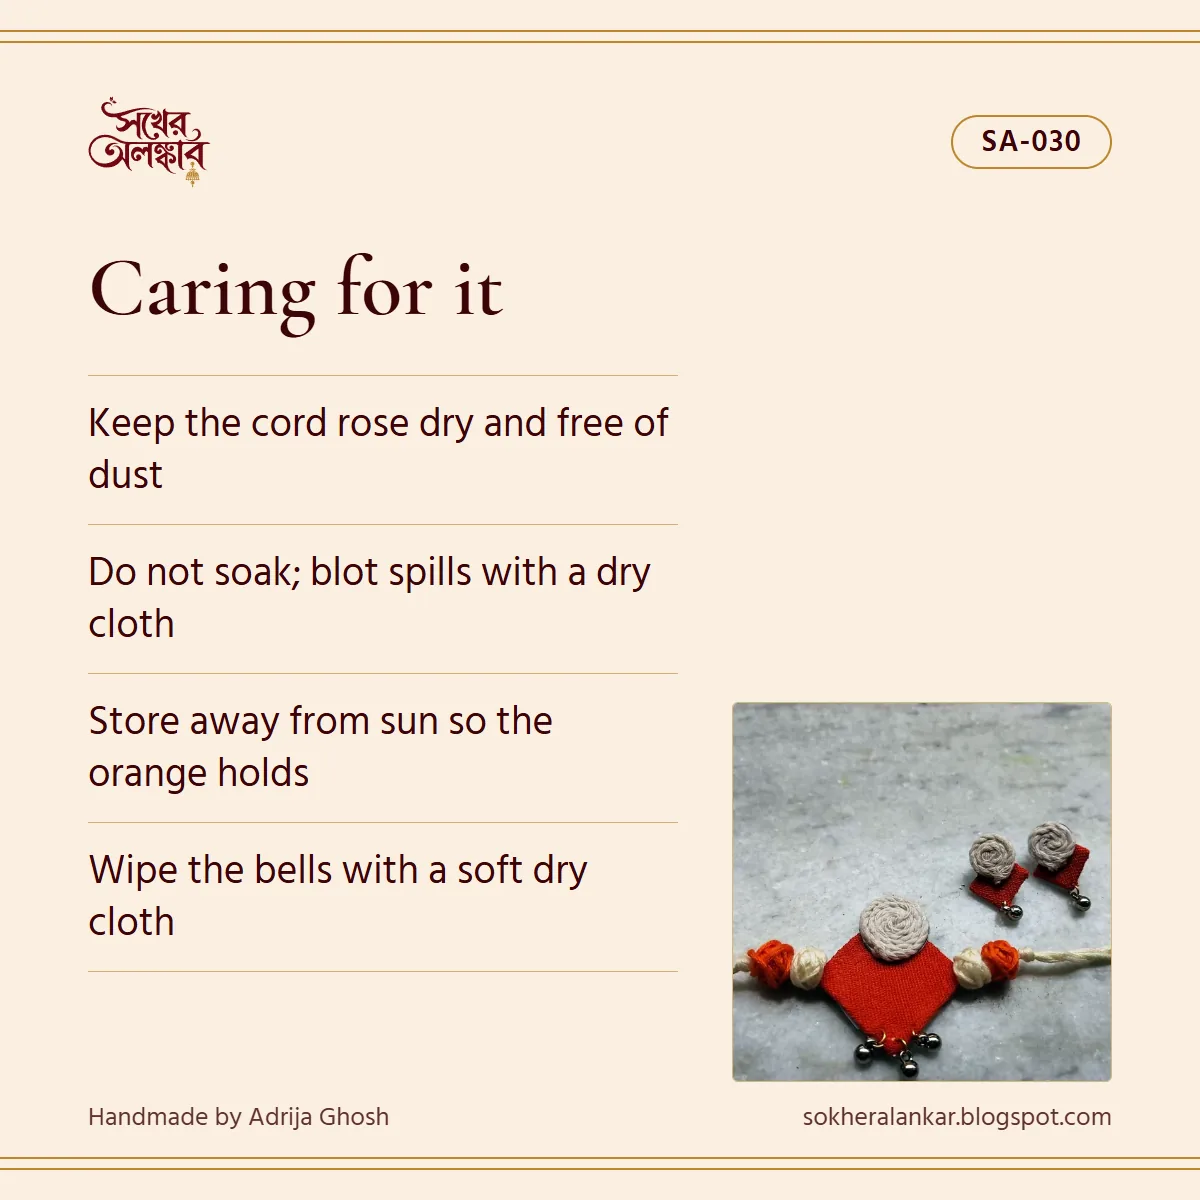 সখের
অলঙ্কার
SA-030
Caring for it
Keep the cord rose dry and free of
dust
Do not soak; blot spills with a dry
cloth
Store away from sun so the
orange holds
Wipe the bells with a soft dry
cloth
Handmade by Adrija Ghosh
sokheralankar.blogspot.com